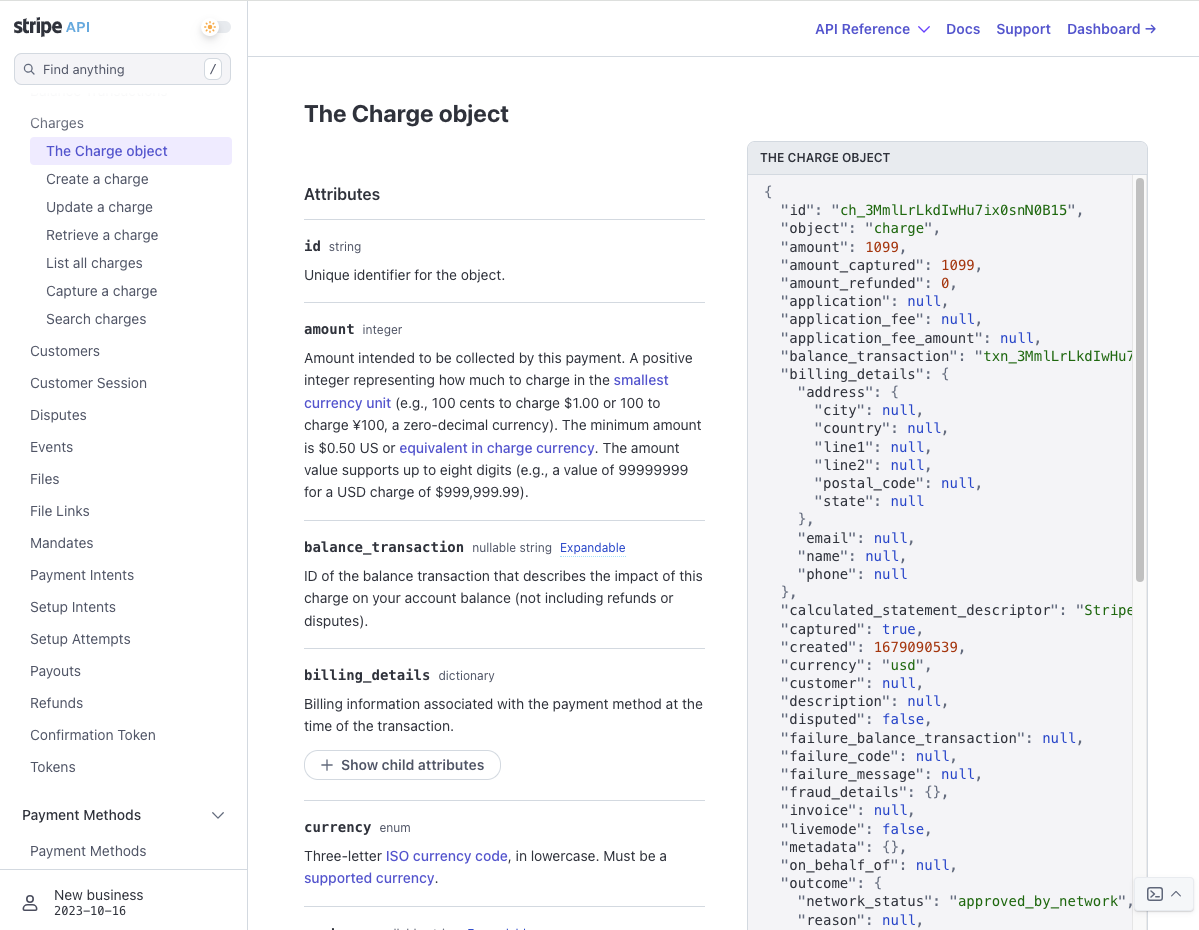 stripe API
Find anything /
Charges
The Charge object
Create a charge
Update a charge
Retrieve a charge
List all charges
Capture a charge
Search charges
Customers
Customer Session
Disputes
Events
Files
File Links
Mandates
Payment Intents
Setup Intents
Setup Attempts
Payouts
Refunds
Confirmation Token
Tokens
Payment Methods
Payment Methods
New business
2023-10-16
API Reference Docs Support Dashboard →
The Charge object
Attributes
id string
Unique identifier for the object.
amount integer
Amount intended to be collected by this payment. A positive
integer representing how much to charge in the smallest
currency unit (e.g., 100 cents to charge $1.00 or 100 to
charge ¥100, a zero-decimal currency). The minimum amount
is $0.50 US or equivalent in charge currency. The amount
value supports up to eight digits (e.g., a value of 99999999
for a USD charge of $999,999.99).
balance_transaction nullable string Expandable
ID of the balance transaction that describes the impact of this
charge on your account balance (not including refunds or
disputes).
billing_details dictionary
Billing information associated with the payment method at the
time of the transaction.
Show child attributes
currency enum
Three-letter ISO currency code, in lowercase. Must be a
supported currency.
THE CHARGE OBJECT
{
"id": "ch_3MmlLrLkdIwHu7ix0snN0B15",
"object": "charge",
"amount": 1099,
"amount_captured": 1099,
"amount_refunded": 0,
"application": null,
"application_fee": null,
"application_fee_amount": null,
"balance_transaction": "txn_3MmlLrLkdIwHu7
"billing_details": {
"address": {
"city": null,
"country": null,
"line1": null,
"line2": null,
"postal_code": null,
"state": null
},
"email": null,
"name": null,
"phone": null
},
"calculated_statement_descriptor": "Stripe
"captured": true,
"created": 1679090539,
"currency": "usd",
"customer": null,
"description": null,
"disputed": false,
"failure_balance_transaction": null,
"failure_code": null,
"failure_message": null,
"fraud_details": {},
"invoice": null,
"livemode": false,
"metadata": {},
"on_behalf_of": null,
"outcome": {
"network_status": "approved_by_network",
"reason": null,